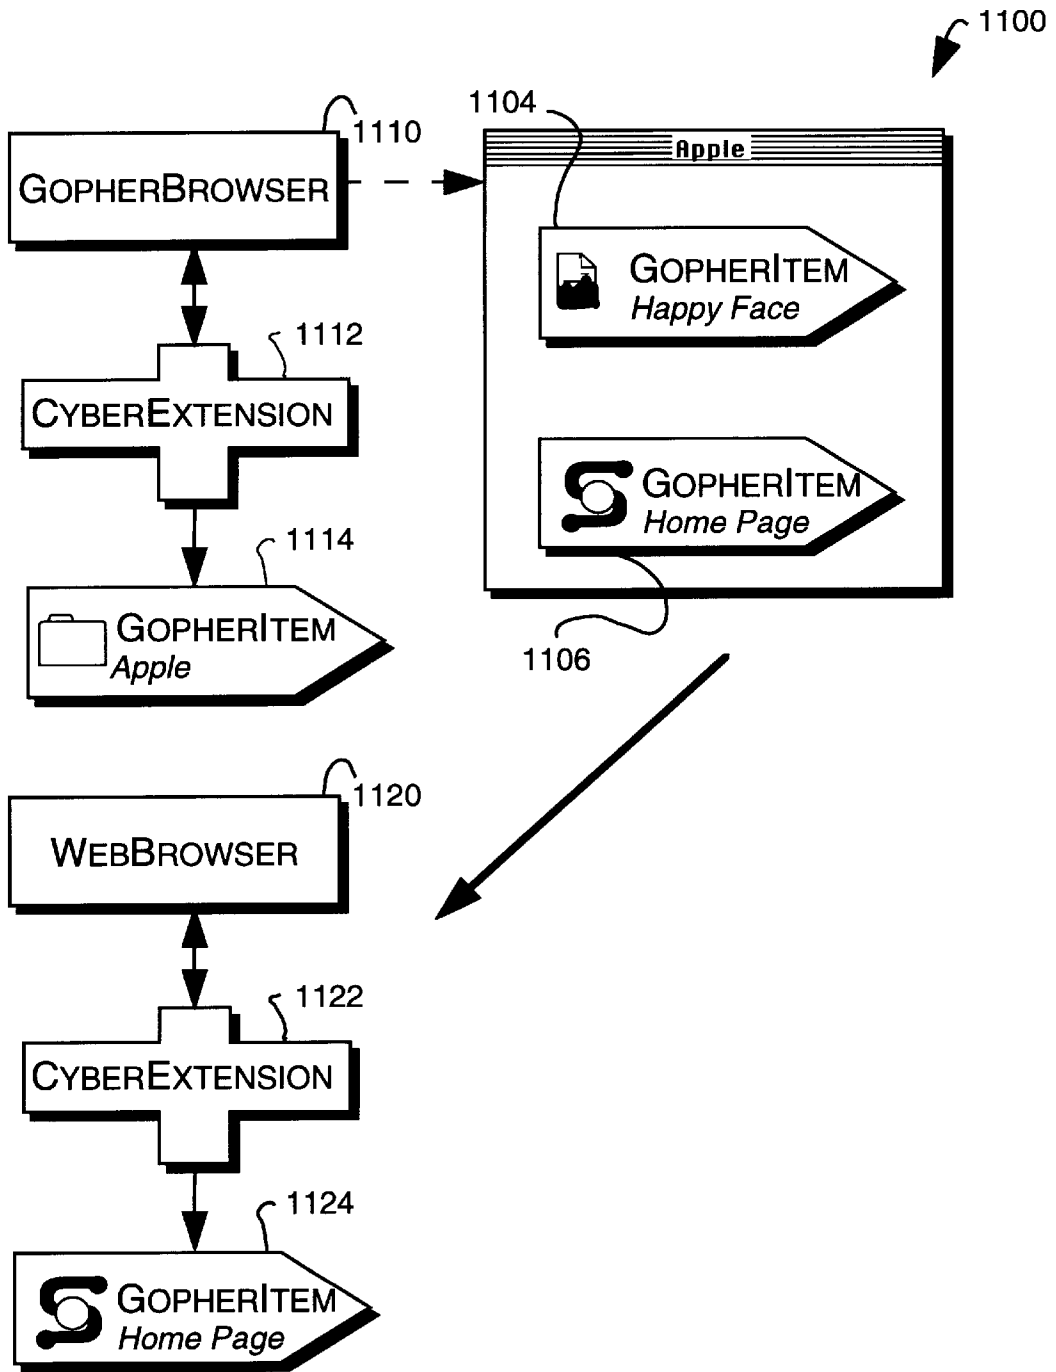 1100
1104
1110
Apple
GOPHERBROWSER
GOPHERITEM
Happy Face
1112
CYBEREXTENSION
GOPHERITEM
Home Page
1114
GOPHERITEM
Apple
1106
1120
WEBBROWSER
1122
CYBEREXTENSION
1124
GOPHERITEM
Home Page